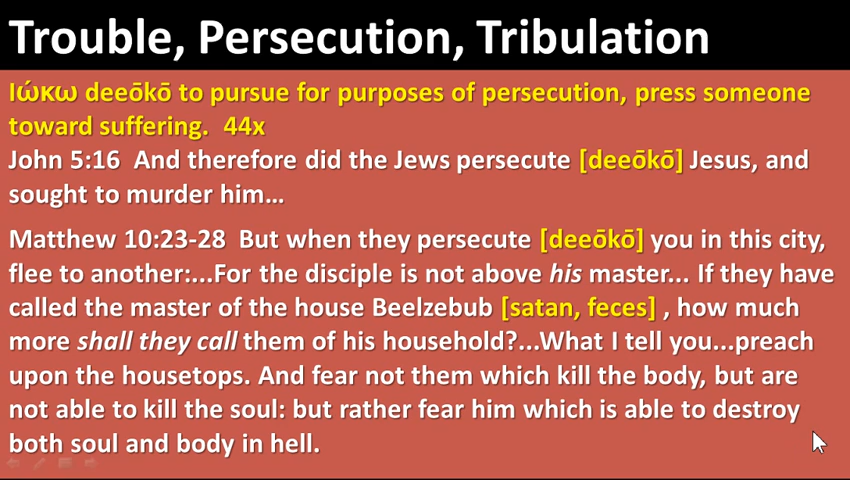 Trouble, Persecution, Tribulation
Ιώκω deeōkō to pursue for purposes of persecution, press someone
toward suffering. 44x
John 5:16 And therefore did the Jews persecute [deeōkō] Jesus, and
sought to murder him…
Matthew 10:23-28 But when they persecute [deeōkō] you in this city,
flee to another:...For the disciple is not above his master... If they have
called the master of the house Beelzebub [satan, feces] , how much
more shall they call them of his household?...What I tell you...preach
upon the housetops. And fear not them which kill the body, but are
not able to kill the soul: but rather fear him which is able to destroy
both soul and body in hell.